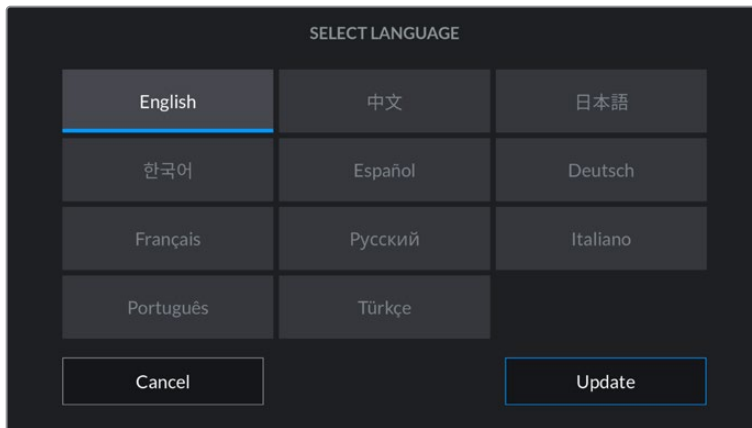 SELECT LANGUAGE
English 中文 日本語
한국어 Español Deutsch
Français Русский Italiano
Português Türkçe
Cancel Update